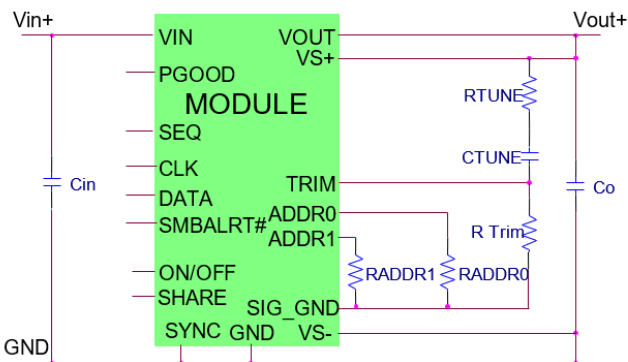 Vin+
Vout+
VIN
VOUT
VS+
PGOOD
RTUNE
MODULE
SEQ
CTUNE
CLK
TRIM
Cin
Co
DATA
ADDR0
SMBALRT#
ADDR1
R Trim
ON/OFF
RADDR1
RADDR0
SHARE
SIG_GND
SYNC
GND
VS-
GND